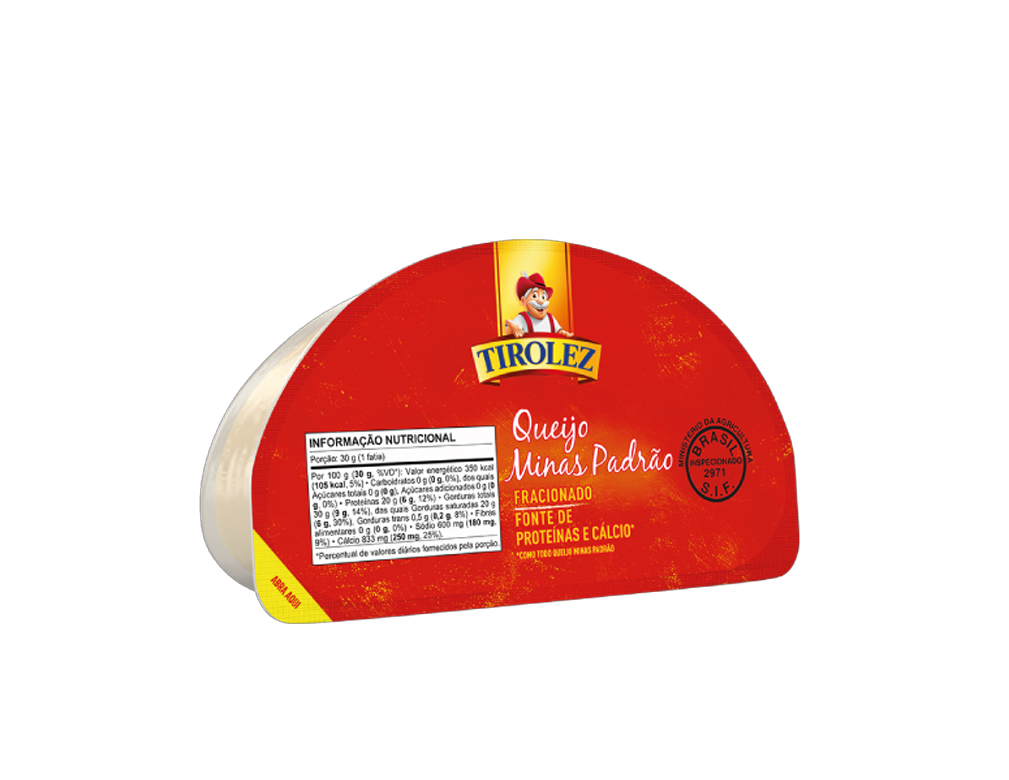 TIROLEZ
Queijo
Minas Padrão
FRACIONADO
FONTE DE
PROTEÍNAS E CÁLCIO*
*COMO TODO QUEIJO MINAS PADRÃO
INFORMAÇÃO NUTRICIONAL
Porção: 30 g (1 fatia)
Por 100 g (30 g, %VD*): Valor energético 350 kcal
(105 kcal, 5%) • Carboidratos 0 g (0 g, 0%), dos quais
Açúcares totais 0 g (0 g), Açúcares adicionados 0 g (0
g, 0%) • Proteínas 20 g (6 g, 12%) • Gorduras totais
30 g (9 g, 14%), das quais Gorduras saturadas 20 g
(6 g, 30%), Gorduras trans 0,5 g (0,2 g, 8%) • Fibras
alimentares 0 g (0 g, 0%) • Sódio 600 mg (180 mg,
9%) • Cálcio 833 mg (250 mg, 25%).
*Percentual de valores diários fornecidos pela porção.
MINISTÉRIO DA AGRICULTURA
BRASIL
INSPECIONADO
2971
S.I.F.
ABRA AQUI